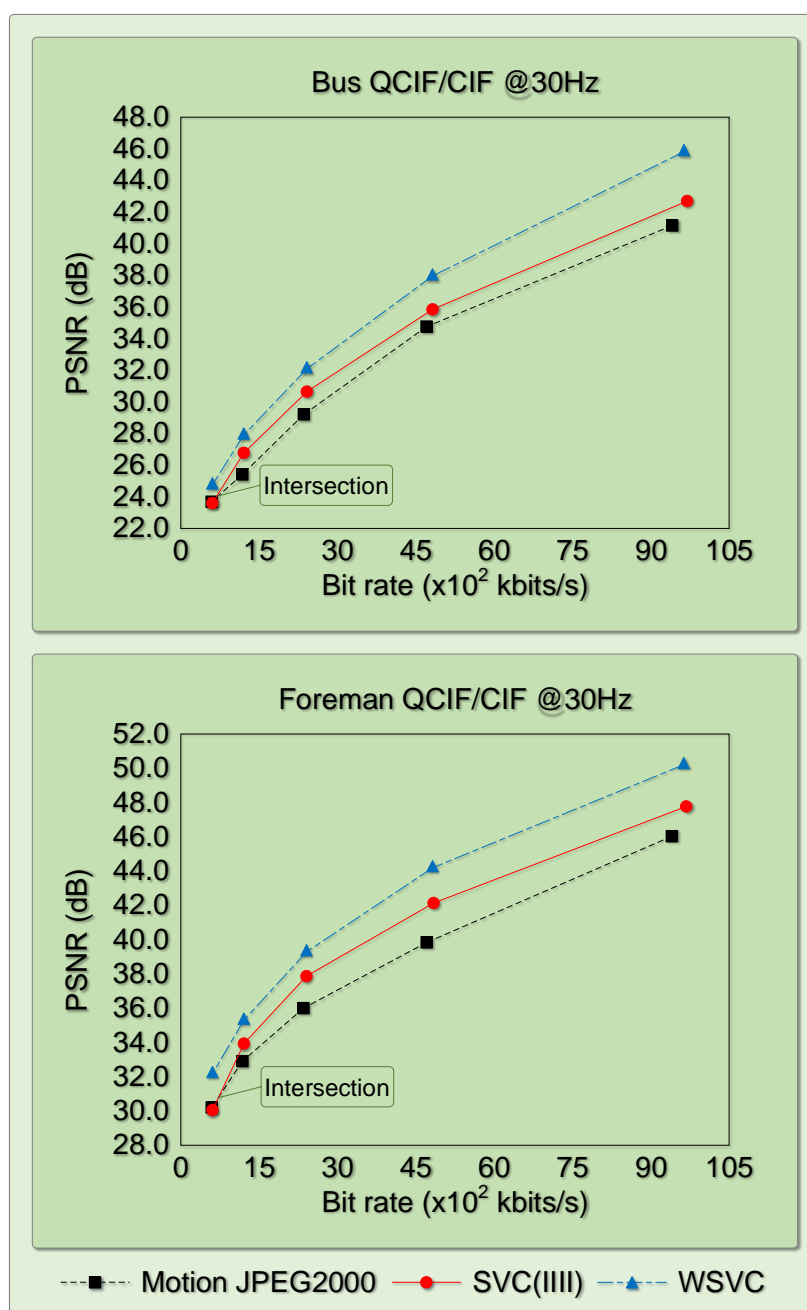 Bus QCIF/CIF @30Hz
48.0
46.0
44.0
42.0
40.0
38.0
36.0
34.0
32.0
30.0
28.0
26.0
24.0
22.0
PSNR (dB)
Intersection
0 15 30 45 60 75 90 105
Bit rate (x10² kbits/s)
Foreman QCIF/CIF @30Hz
52.0
50.0
48.0
46.0
44.0
42.0
40.0
38.0
36.0
34.0
32.0
30.0
28.0
PSNR (dB)
Intersection
0 15 30 45 60 75 90 105
Bit rate (x10² kbits/s)
Motion JPEG2000 SVC(IIII) WSVC